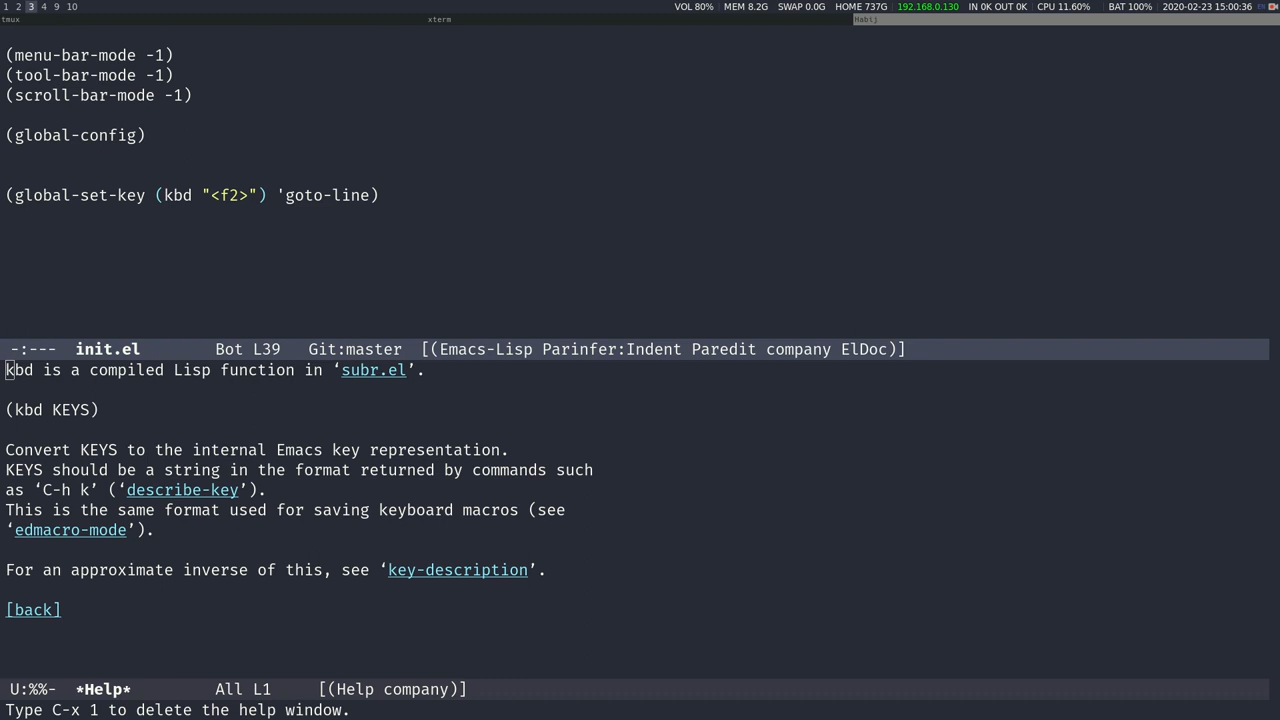 1 2 3 4 9 10 VOL 80% MEM 8.2G SWAP 0.0G HOME 737G 192.168.0.130 IN 0K OUT 0K CPU 11.60% BAT 100% 2020-02-23 15:00:36 EN
tmux xterm Habij
(menu-bar-mode -1)
(tool-bar-mode -1)
(scroll-bar-mode -1)
(global-config)
(global-set-key (kbd "<f2>") 'goto-line)
-:--- init.el Bot L39 Git:master [(Emacs-Lisp Parinfer:Indent Paredit company ElDoc)]
kbd is a compiled Lisp function in ‘subr.el’.
(kbd KEYS)
Convert KEYS to the internal Emacs key representation.
KEYS should be a string in the format returned by commands such
as ‘C-h k’ (‘describe-key’).
This is the same format used for saving keyboard macros (see
‘edmacro-mode’).
For an approximate inverse of this, see ‘key-description’.
[back]
U:%%- *Help* All L1 [(Help company)]
Type C-x 1 to delete the help window.